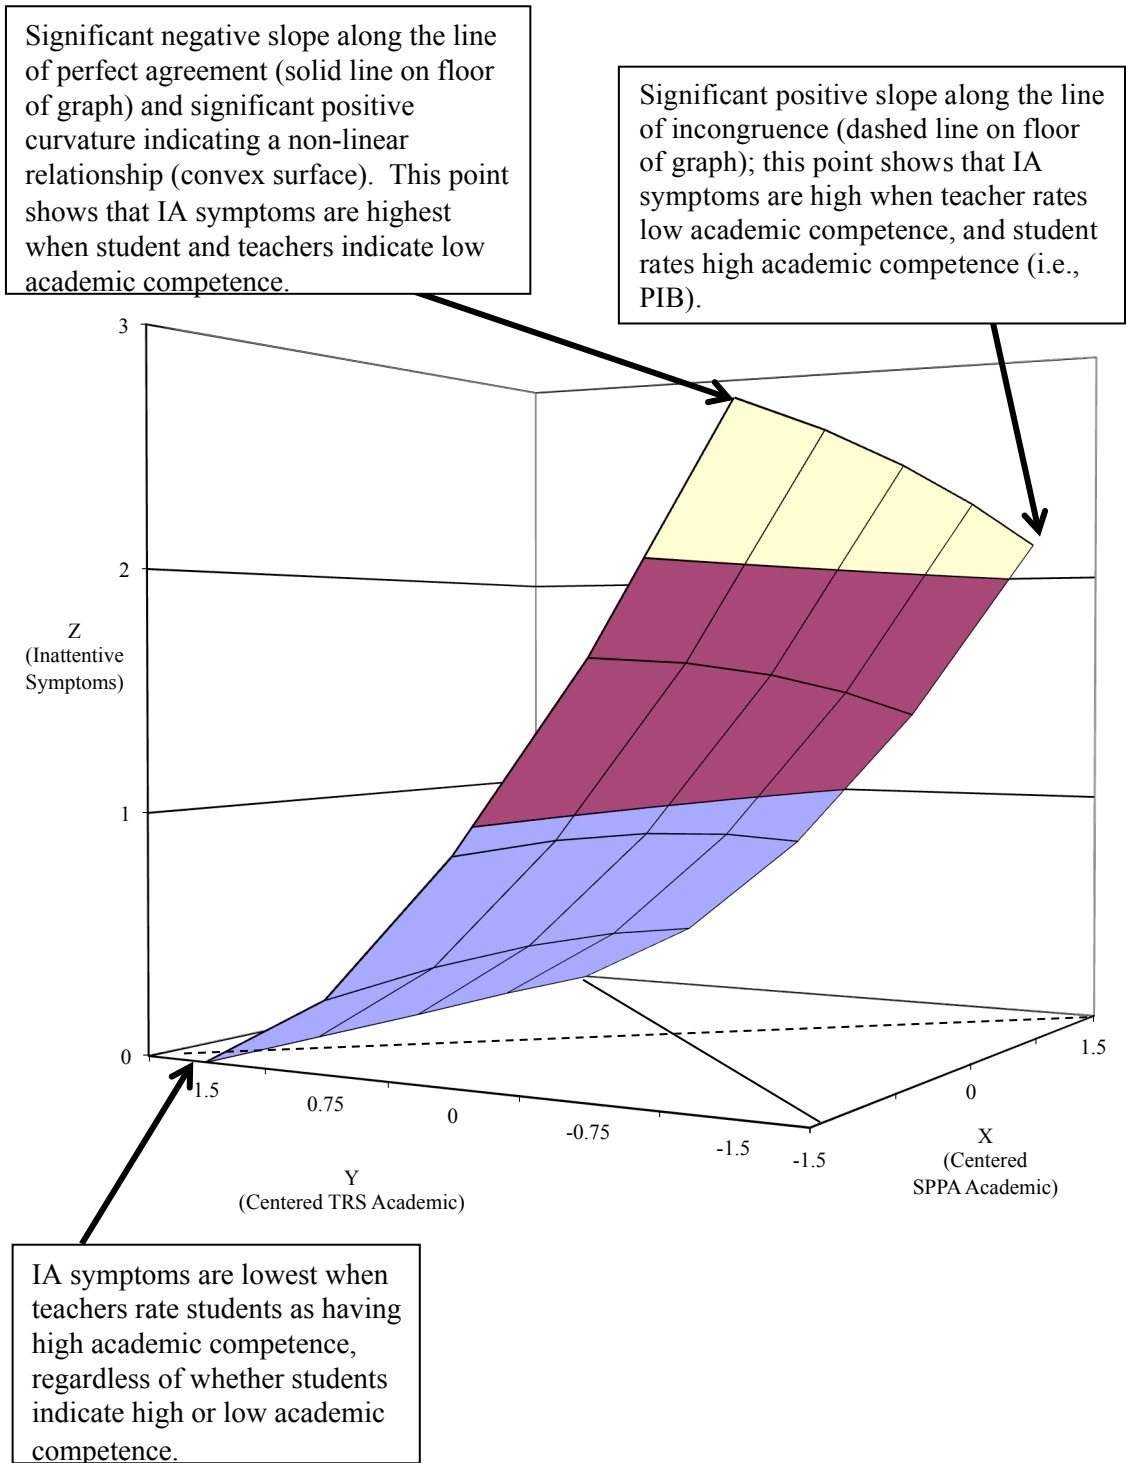 Significant negative slope along the line
of perfect agreement (solid line on floor
of graph) and significant positive
curvature indicating a non-linear
relationship (convex surface).  This point
shows that IA symptoms are highest
when student and teachers indicate low
academic competence.
Significant positive slope along the line
of incongruence (dashed line on floor
of graph); this point shows that IA
symptoms are high when teacher rates
low academic competence, and student
rates high academic competence (i.e.,
PIB).
3
2
Z
(Inattentive
Symptoms)
1
0
1.5
0.75
0
-0.75
-1.5
-1.5
0
1.5
X
(Centered
SPPA Academic)
Y
(Centered TRS Academic)
IA symptoms are lowest when
teachers rate students as having
high academic competence,
regardless of whether students
indicate high or low academic
competence.